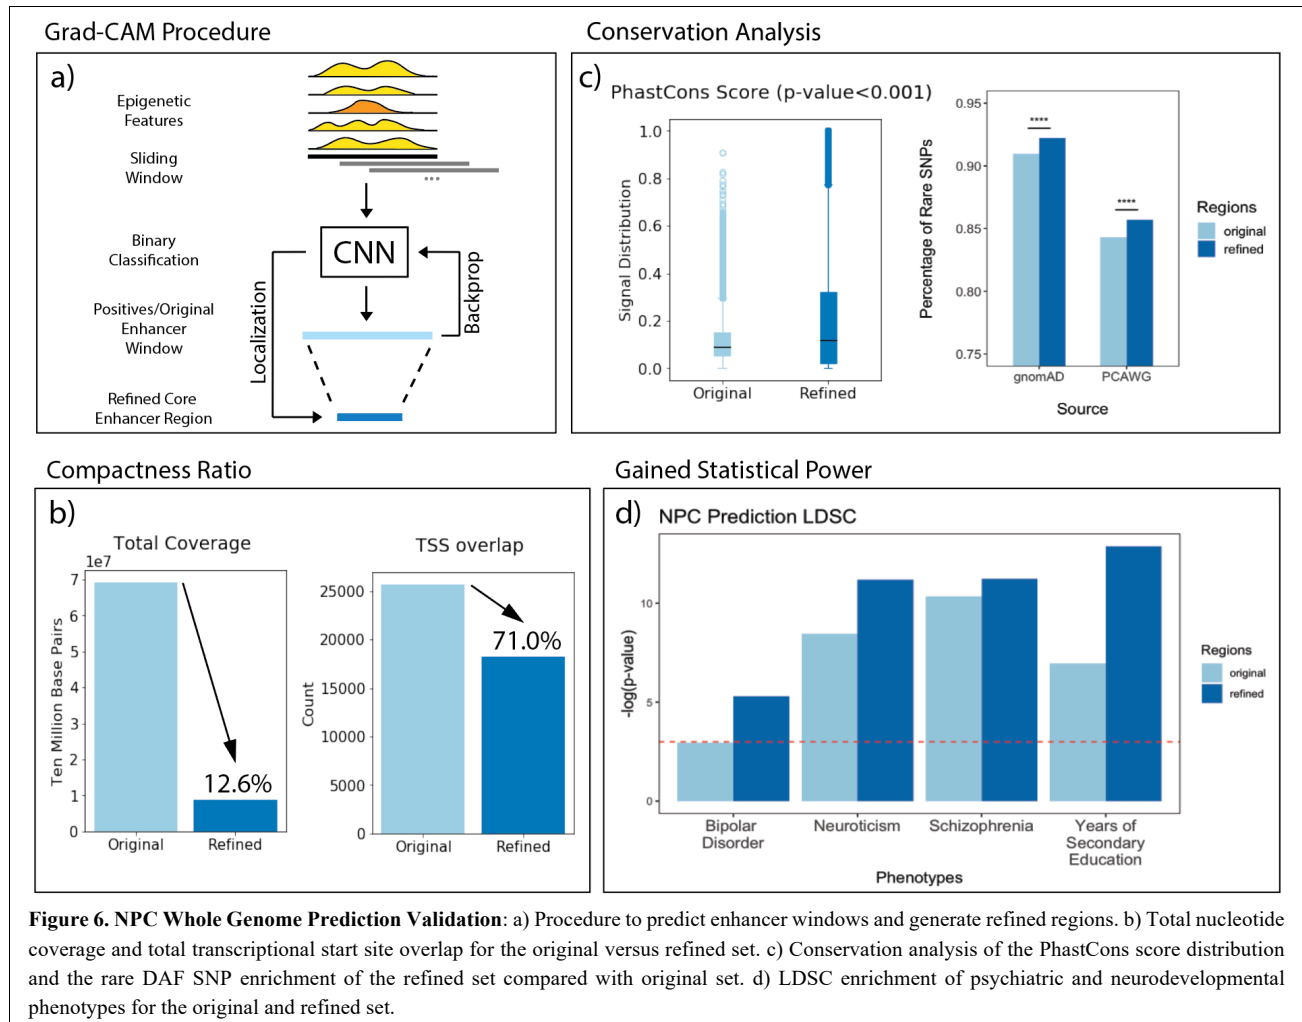 Grad-CAM Procedure
a)
Epigenetic
Features
Sliding
Window
...
Binary
Classification
CNN
Localization
Backprop
Positives/Original
Enhancer
Window
Refined Core
Enhancer Region
Conservation Analysis
c)
PhastCons Score (p-value<0.001)
Signal Distribution
1.0
0.8
0.6
0.4
0.2
0.0
Original
Refined
Percentage of Rare SNPs
0.95
0.90
0.85
0.80
0.75
****
****
gnomAD
PCAWG
Source
Regions
original
refined
Compactness Ratio
b)
Total Coverage
1e7
Ten Million Base Pairs
7
6
5
4
3
2
1
0
12.6%
Original
Refined
TSS overlap
Count
25000
20000
15000
10000
5000
0
71.0%
Original
Refined
Gained Statistical Power
d)
NPC Prediction LDSC
-log(p-value)
10
5
0
Bipolar
Disorder
Neuroticism
Schizophrenia
Years of
Secondary
Education
Phenotypes
Regions
original
refined
Figure 6. NPC Whole Genome Prediction Validation: a) Procedure to predict enhancer windows and generate refined regions. b) Total nucleotide
coverage and total transcriptional start site overlap for the original versus refined set. c) Conservation analysis of the PhastCons score distribution
and the rare DAF SNP enrichment of the refined set compared with original set. d) LDSC enrichment of psychiatric and neurodevelopmental
phenotypes for the original and refined set.